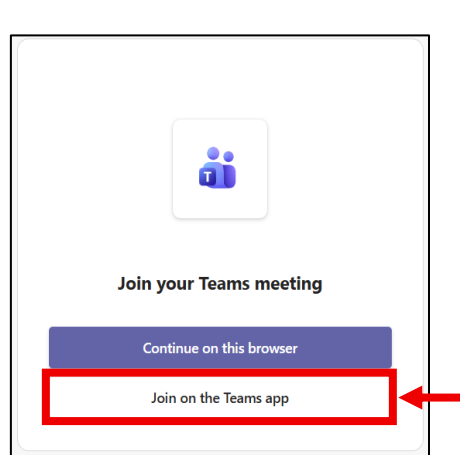 T
Join your Teams meeting
Continue on this browser
Join on the Teams app